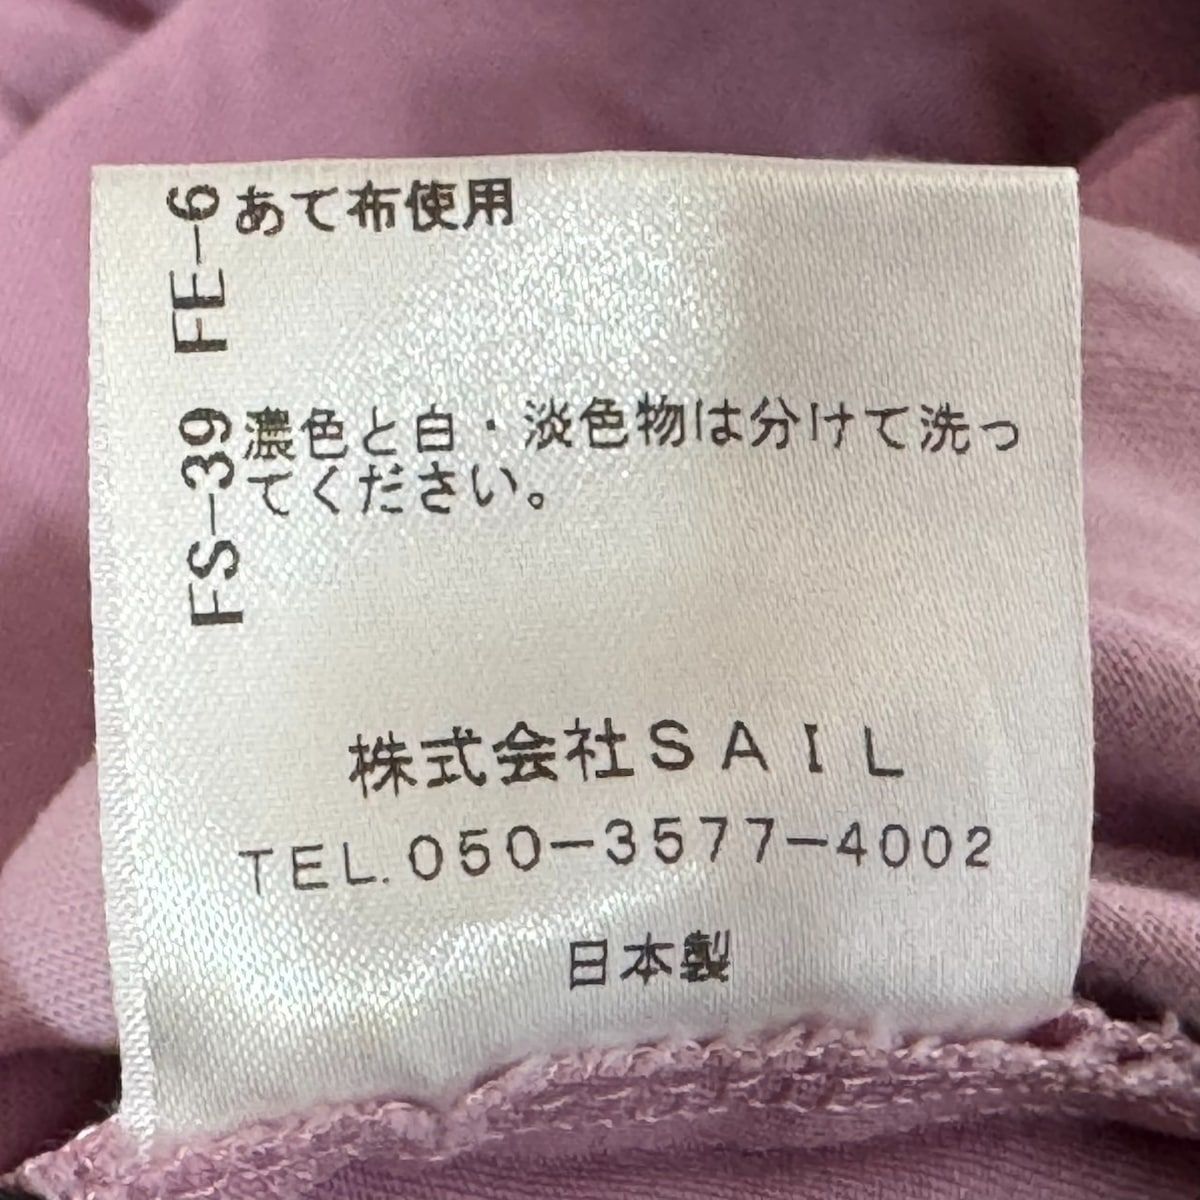 FE-6 あて布使用
FS-39 濃色と白・淡色物は分けて洗っ
てください。
株式会社SAIL
TEL.050-3577-4002
日本製